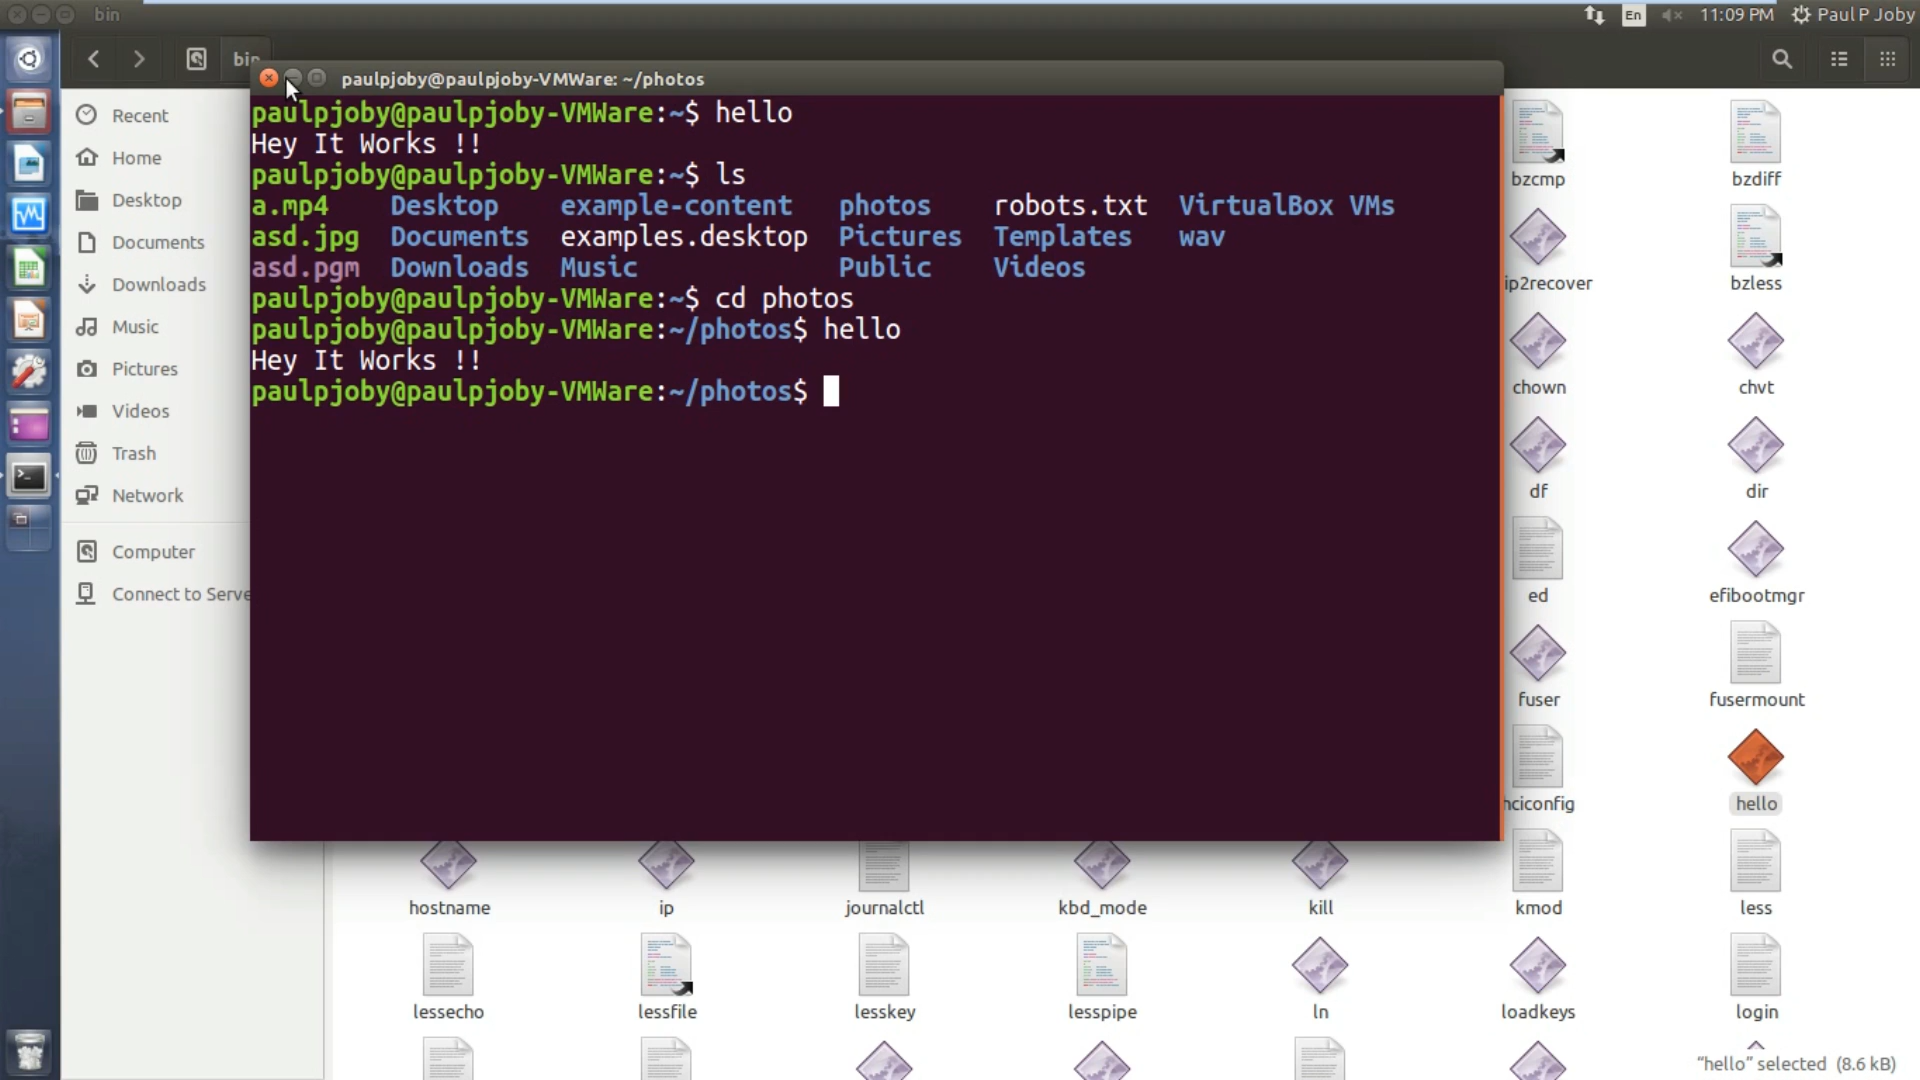 bin
En
11:09 PM
Paul P Joby
bin
paulpjoby@paulpjoby-VMWare: ~/photos
Recent
Home
Desktop
Documents
Downloads
Music
Pictures
Videos
Trash
Network
Computer
Connect to Serve
paulpjoby@paulpjoby-VMWare:~$ hello
Hey It Works !!
paulpjoby@paulpjoby-VMWare:~$ ls
a.mp4 Desktop example-content photos robots.txt VirtualBox VMs
asd.jpg Documents examples.desktop Pictures Templates wav
asd.pgm Downloads Music Public Videos
paulpjoby@paulpjoby-VMWare:~$ cd photos
paulpjoby@paulpjoby-VMWare:~/photos$ hello
Hey It Works !!
paulpjoby@paulpjoby-VMWare:~/photos$
bzcmp bzdiff
ip2recover bzless
chown chvt
df dir
ed efibootmgr
fuser fusermount
hciconfig hello
hostname ip journalctl kbd_mode kill kmod less
lessecho lessfile lesskey lesspipe ln loadkeys login
"hello" selected (8.6 kB)